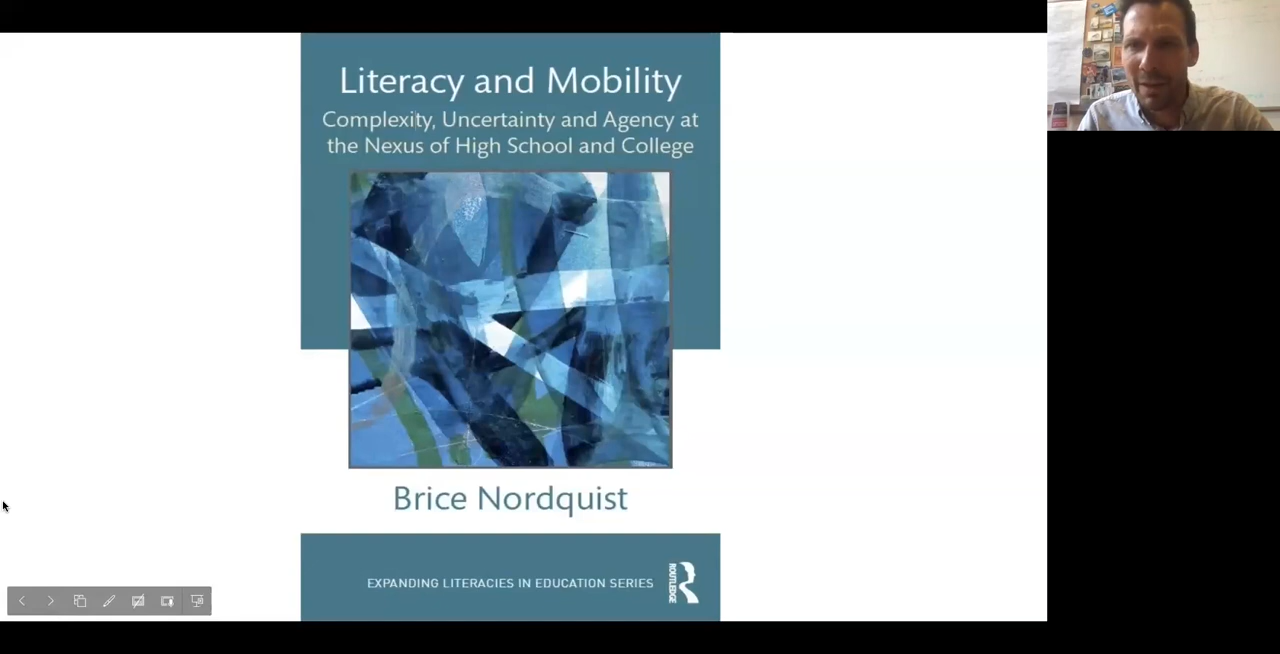 Literacy and Mobility
Complexity, Uncertainty and Agency at
the Nexus of High School and College
Brice Nordquist
EXPANDING LITERACIES IN EDUCATION SERIES
ROUTLEDGE